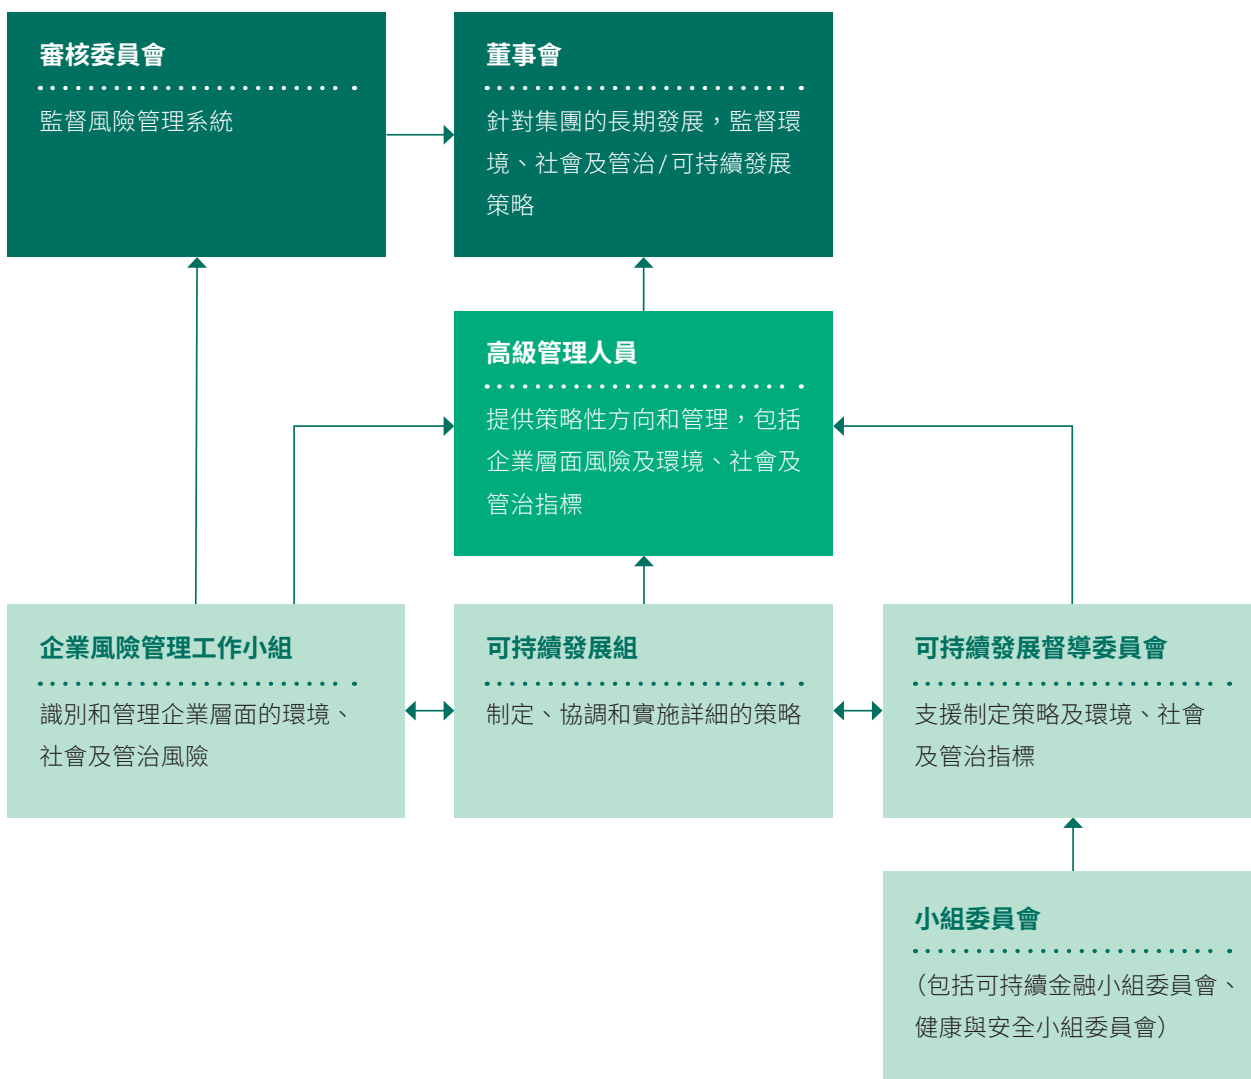 審核委員會
監督風險管理系統
董事會
針對集團的長期發展，監督環
境、社會及管治/可持續發展
策略
高級管理人員
提供策略性方向和管理，包括
企業層面風險及環境、社會及
管治指標
企業風險管理工作小組
識別和管理企業層面的環境、
社會及管治風險
可持續發展組
制定、協調和實施詳細的策略
可持續發展督導委員會
支援制定策略及環境、社會
及管治指標
小組委員會
（包括可持續金融小組委員會、
健康與安全小組委員會）